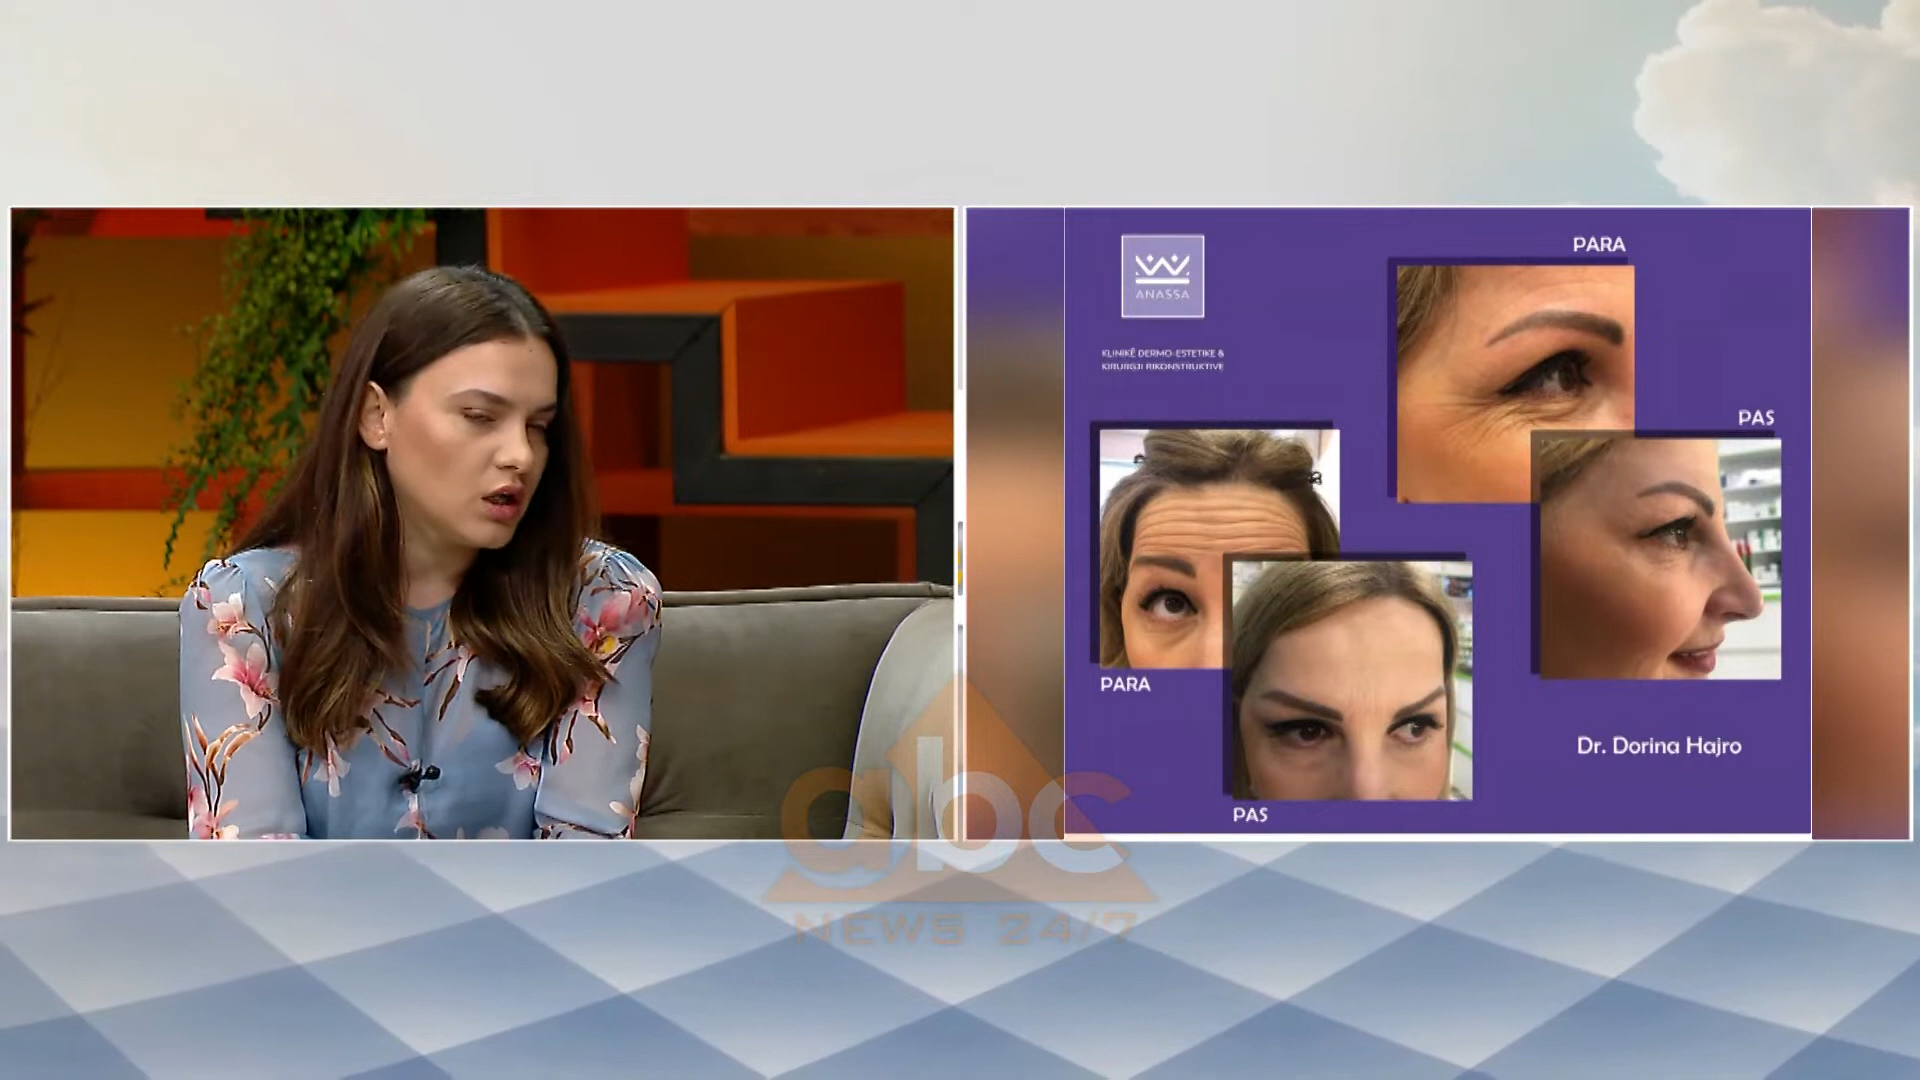 PARA
ANASSA
KLINIKË DERMO-ESTETIKE &
KIRURGJI RIKONSTRUKTIVE
PAS
PARA
Dr. Dorina Hajro
PAS
abc
NEWS 24/7